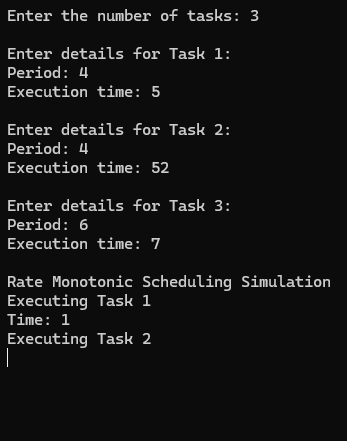 Enter the number of tasks: 3
Enter details for Task 1:
Period: 4
Execution time: 5
Enter details for Task 2:
Period: 4
Execution time: 52
Enter details for Task 3:
Period: 6
Execution time: 7
Rate Monotonic Scheduling Simulation
Executing Task 1
Time: 1
Executing Task 2